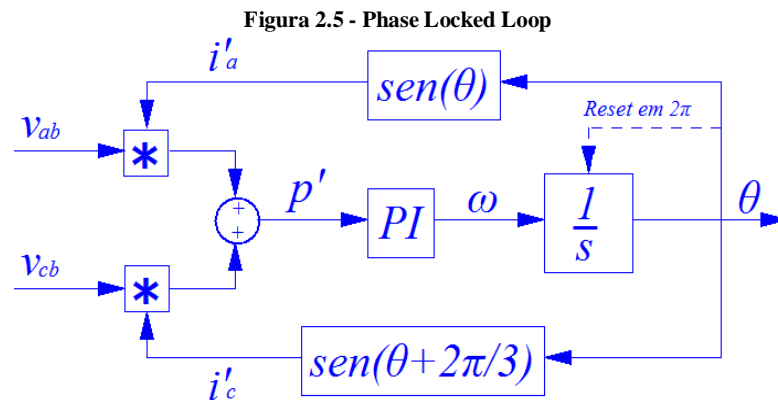 Figura 2.5 - Phase Locked Loop
i'a
sen(θ)
Reset em 2π
vab
*
+
+
p'
PI
ω
1
s
θ
vcb
*
i'c
sen(θ+2π/3)